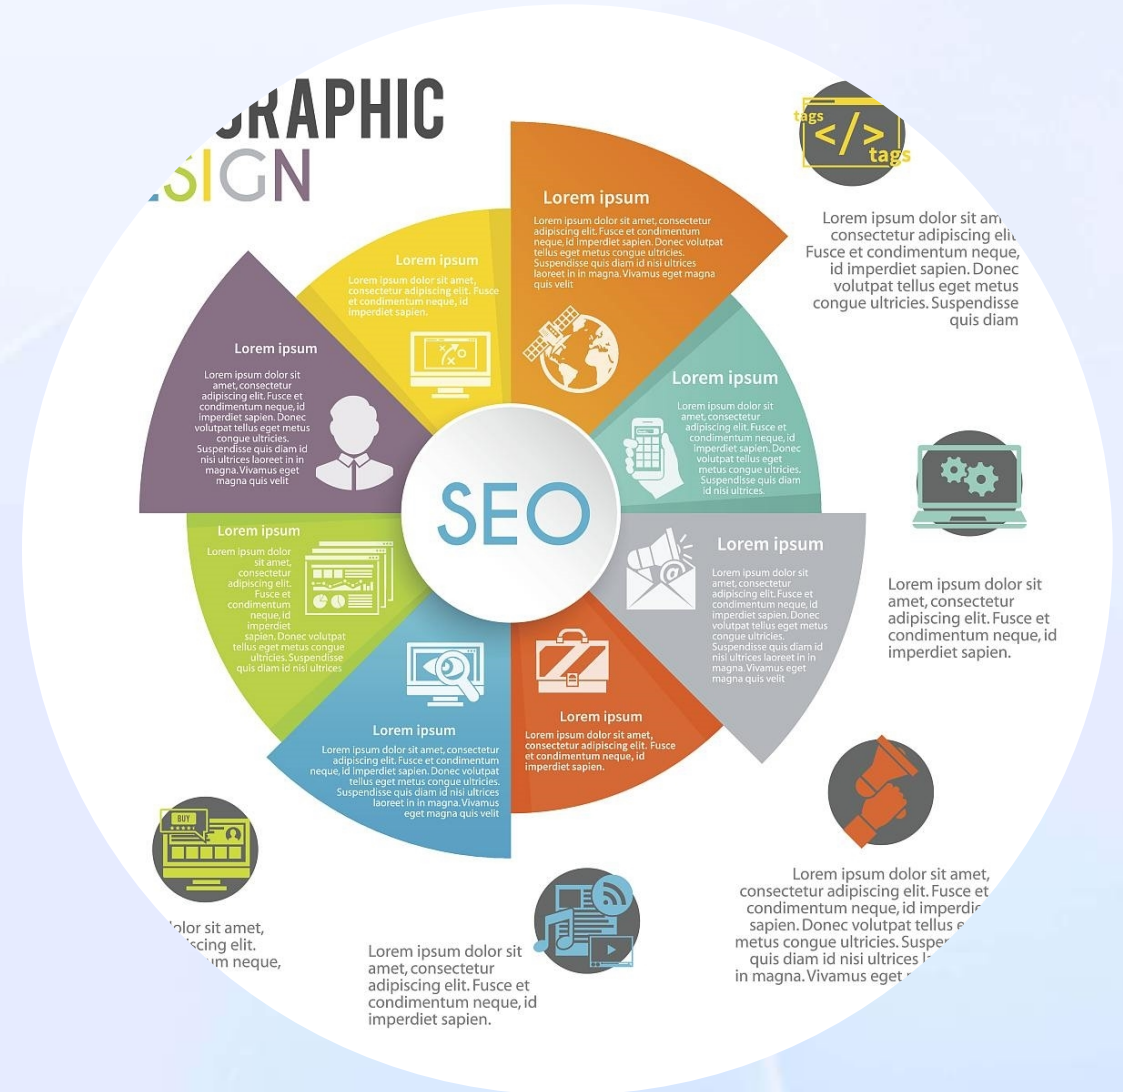 GRAPHIC
SIGN
tags
</>
tags
Lorem ipsum dolor sit
consectetur adipiscing
Fusce et condimentum neque,
id imperdiet sapien. Donec
volutpat tellus eget metus
congue ultricies. Suspendisse
quis diam
Lorem ipsum
Lorem ipsum dolor sit amet, consectetur
adipiscing elit. Fusce et condimentum
neque, id imperdiet sapien. Donec volutpat
tellus eget metus congue ultricies.
Suspendisse quis diam id nisi ultrices
laoreet in in magna. Vivamus eget magna
quis velit
Lorem ipsum
Lorem ipsum dolor sit amet,
consectetur adipiscing elit. Fusce
et condimentum neque, id
imperdiet sapien.
Lorem ipsum
Lorem ipsum dolor sit
amet, consectetur
adipiscing elit. Fusce et
condimentum neque, id
imperdiet sapien. Donec
volutpat tellus eget metus
congue ultricies.
Suspendisse quis diam id
nisi ultrices laoreet in in
magna. Vivamus eget
magna quis velit
Lorem ipsum
Lorem ipsum dolor sit
amet, consectetur
adipiscing elit. Fusce et
condimentum neque, id
imperdiet sapien. Donec
volutpat tellus eget
metus congue ultricies.
Suspendisse quis diam
id nisi ultrices.
SEO
Lorem ipsum
Lorem ipsum dolor
sit amet,
consectetur
adipiscing elit.
Fusce et
condimentum
neque, id
imperdiet
sapien. Donec volutpat
tellus eget metus congue
ultricies. Suspendisse
quis diam id nisi ultrices
Lorem ipsum
Lorem ipsum dolor sit
amet, consectetur
adipiscing elit. Fusce et
condimentum neque, id
imperdiet sapien. Donec
volutpat tellus eget metus
congue ultricies.
Suspendisse quis diam id
nisi ultrices laoreet in in
magna. Vivamus eget
magna quis velit
@
Lorem ipsum dolor sit
amet, consectetur
adipiscing elit. Fusce et
condimentum neque, id
imperdiet sapien.
Lorem ipsum
Lorem ipsum dolor sit amet, consectetur
adipiscing elit. Fusce et condimentum
neque, id imperdiet sapien. Donec volutpat
tellus eget metus congue ultricies.
Suspendisse quis diam id nisi ultrices
laoreet in in magna. Vivamus
eget magna quis velit
Lorem ipsum
Lorem ipsum dolor sit amet,
consectetur adipiscing elit. Fusce
et condimentum neque, id
imperdiet sapien.
BUY
dolor sit amet,
elit.
neque,
Lorem ipsum dolor sit
amet, consectetur
adipiscing elit. Fusce et
condimentum neque, id
imperdiet sapien.
Lorem ipsum dolor sit amet,
consectetur adipiscing elit. Fusce et
condimentum neque, id
sapien. Donec volutpat tellus
metus congue ultricies.
quis diam id nisi ultrices
in magna. Vivamus eget